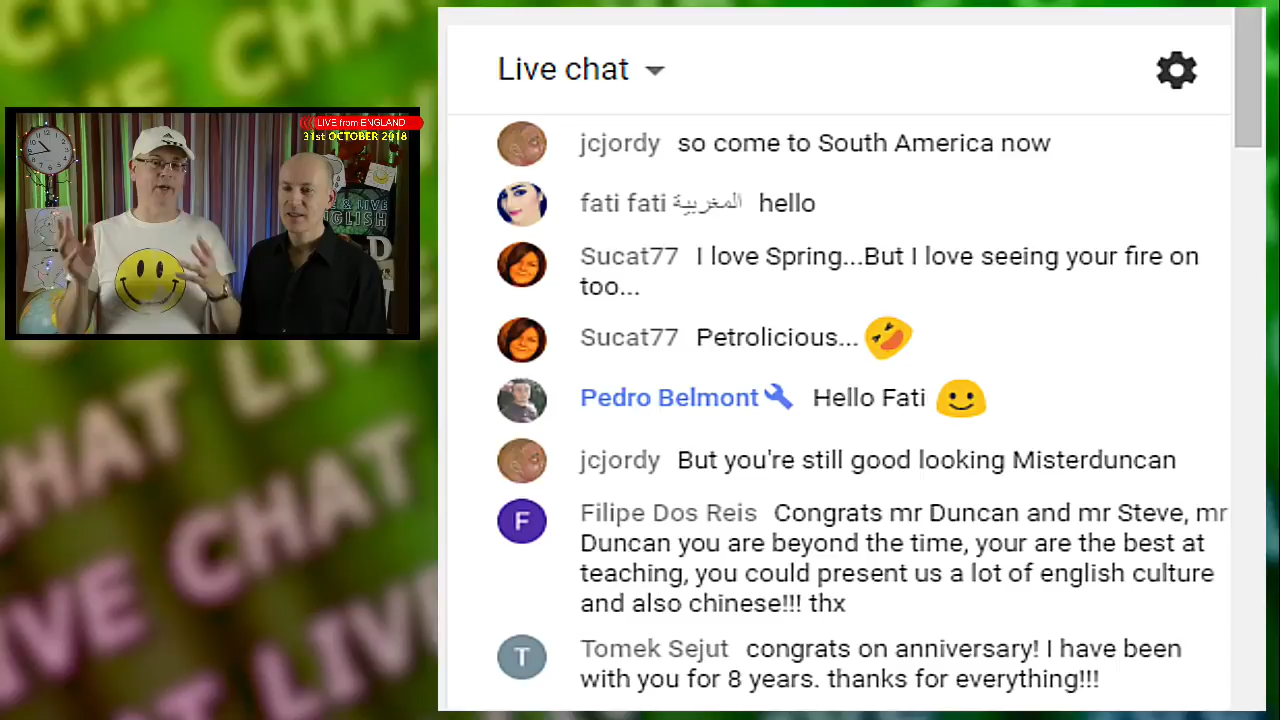 LIVE from ENGLAND
31st OCTOBER 2018
ENGLISH
Live chat
jcjordy so come to South America now
fati fati المغربية hello
Sucat77 I love Spring...But I love seeing your fire on
too...
Sucat77 Petrolicious...
Pedro Belmont Hello Fati
jcjordy But you're still good looking Misterduncan
Filipe Dos Reis Congrats mr Duncan and mr Steve, mr
Duncan you are beyond the time, your are the best at
teaching, you could present us a lot of english culture
and also chinese!!! thx
Tomek Sejut congrats on anniversary! I have been
with you for 8 years. thanks for everything!!!
F
T
LIVE CHAT
CHAT LIVE
LIVE CHAT